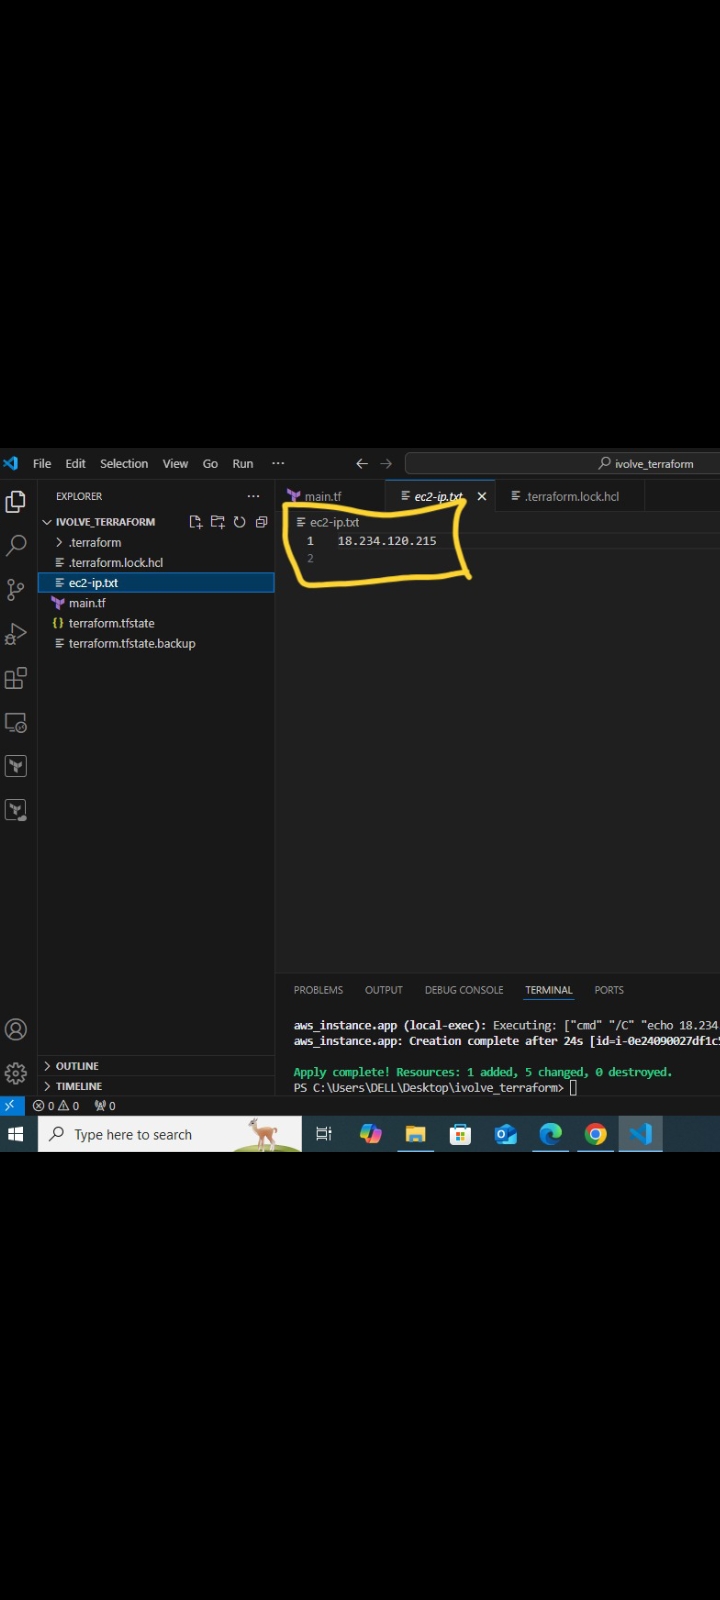 File Edit Selection View Go Run ···
ivolve_terraform
EXPLORER ···
main.tf
ec2-ip.txt
.terraform.lock.hcl
IVOLVE_TERRAFORM
ec2-ip.txt
.terraform
1 18.234.120.215
.terraform.lock.hcl
2
ec2-ip.txt
main.tf
{} terraform.tfstate
terraform.tfstate.backup
PROBLEMS OUTPUT DEBUG CONSOLE TERMINAL PORTS
aws_instance.app (local-exec): Executing: ["cmd" "/C" "echo 18.234
aws_instance.app: Creation complete after 24s [id=i-0e24090027df1c
Apply complete! Resources: 1 added, 5 changed, 0 destroyed.
PS C:\Users\DELL\Desktop\ivolve_terraform>
OUTLINE
TIMELINE
0 0 0
Type here to search